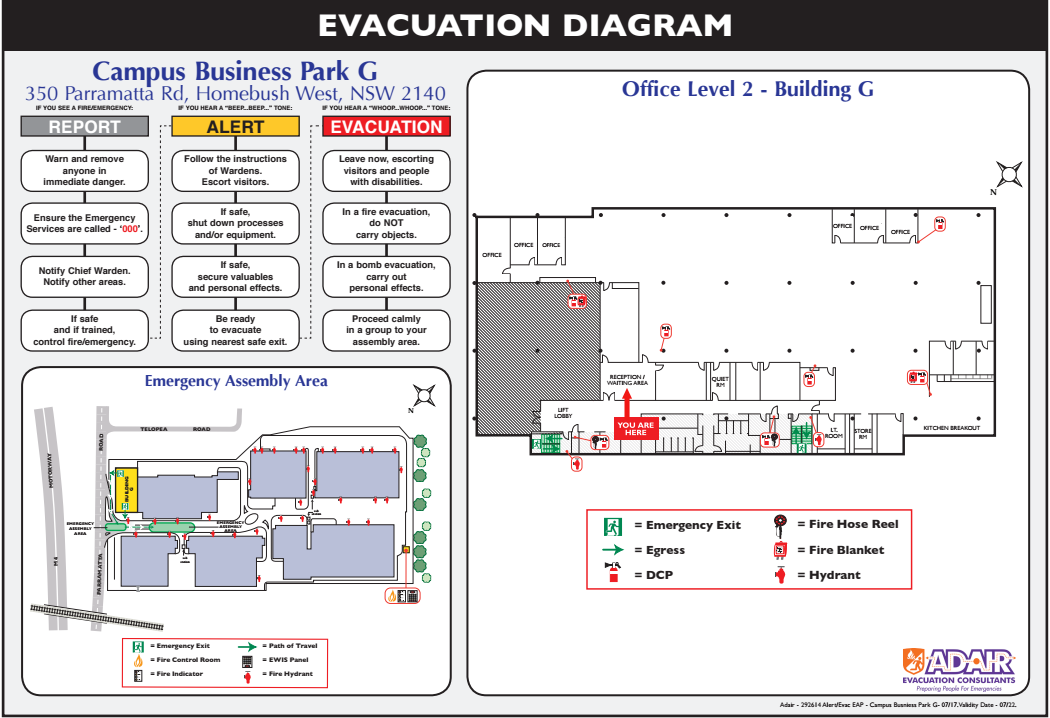 EVACUATION DIAGRAM
Campus Business Park G
350 Parramatta Rd, Homebush West, NSW 2140
IF YOU SEE A FIRE/EMERGENCY:
REPORT
Warn and remove
anyone in
immediate danger.
Ensure the Emergency
Services are called - ‘000’.
Notify Chief Warden.
Notify other areas.
If safe
and if trained,
control fire/emergency.
IF YOU HEAR A “BEEP...BEEP...” TONE:
ALERT
Follow the instructions
of Wardens.
Escort visitors.
If safe,
shut down processes
and/or equipment.
If safe,
secure valuables
and personal effects.
Be ready
to evacuate
using nearest safe exit.
IF YOU HEAR A “WHOOP...WHOOP...” TONE:
EVACUATION
Leave now, escorting
visitors and people
with disabilities.
In a fire evacuation,
do NOT
carry objects.
In a bomb evacuation,
carry out
personal effects.
Proceed calmly
in a group to your
assembly area.
Emergency Assembly Area
N
TELOPEA ROAD
MOTORWAY
M4
ROAD
PARRAMATTA
BUILDING
G
EMERGENCY
ASSEMBLY
AREA
EMERGENCY
ASSEMBLY
AREA
= Emergency Exit
= Path of Travel
= Fire Control Room
= EWIS Panel
= Fire Indicator
= Fire Hydrant
Office Level 2 - Building G
N
OFFICE
OFFICE
OFFICE
OFFICE
OFFICE
OFFICE
RECEPTION /
WAITING AREA
QUIET
RM
LIFT
LOBBY
YOU ARE
HERE
I.T.
ROOM
STORE
RM
KITCHEN BREAKOUT
= Emergency Exit
= Fire Hose Reel
= Egress
= Fire Blanket
= DCP
= Hydrant
ADAIR
EVACUATION CONSULTANTS
Preparing People For Emergencies
Adair - 292614 Alert/Evac EAP - Campus Business Park G- 07/17. Validity Date - 07/22.